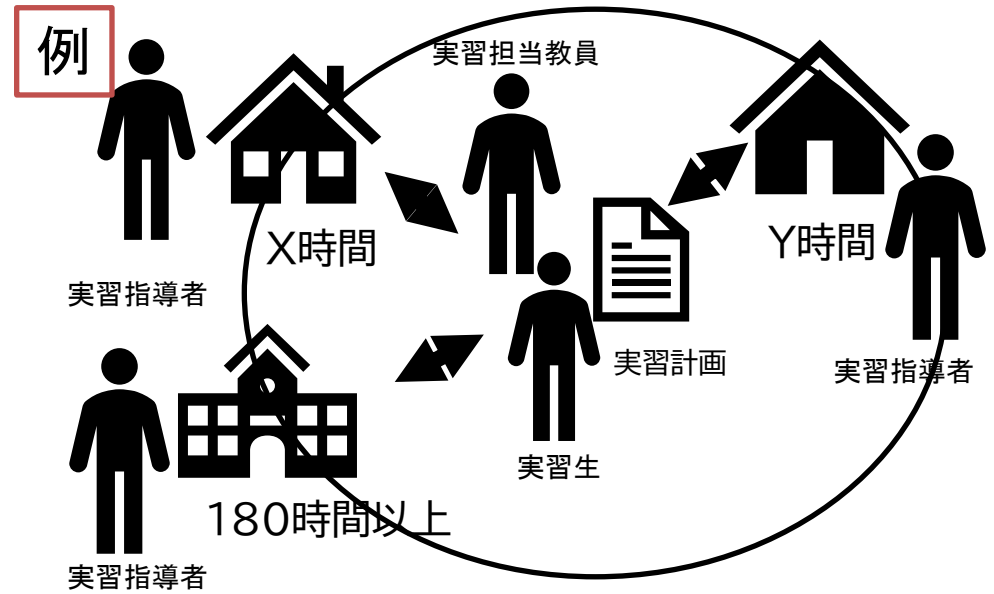 例
実習担当教員
X時間
Y時間
実習指導者
実習計画
実習指導者
実習生
180時間以上
実習指導者